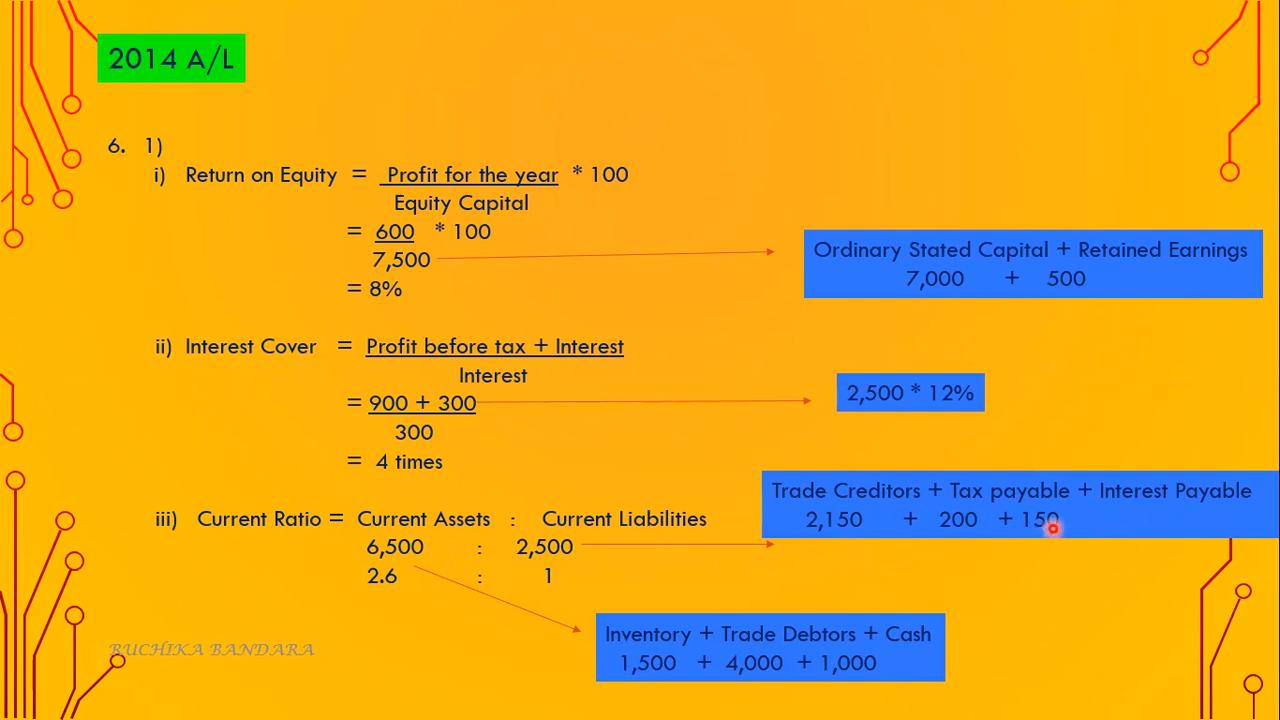 2014 A/L
6. 1)
i) Return on Equity = Profit for the year * 100
Equity Capital
= 600 * 100
7,500
= 8%
Ordinary Stated Capital + Retained Earnings
7,000 + 500
ii) Interest Cover = Profit before tax + Interest
Interest
= 900 + 300
300
= 4 times
2,500 * 12%
iii) Current Ratio = Current Assets : Current Liabilities
6,500 : 2,500
2.6 : 1
Trade Creditors + Tax payable + Interest Payable
2,150 + 200 + 150
Inventory + Trade Debtors + Cash
1,500 + 4,000 + 1,000
RUCHIKA BANDARA